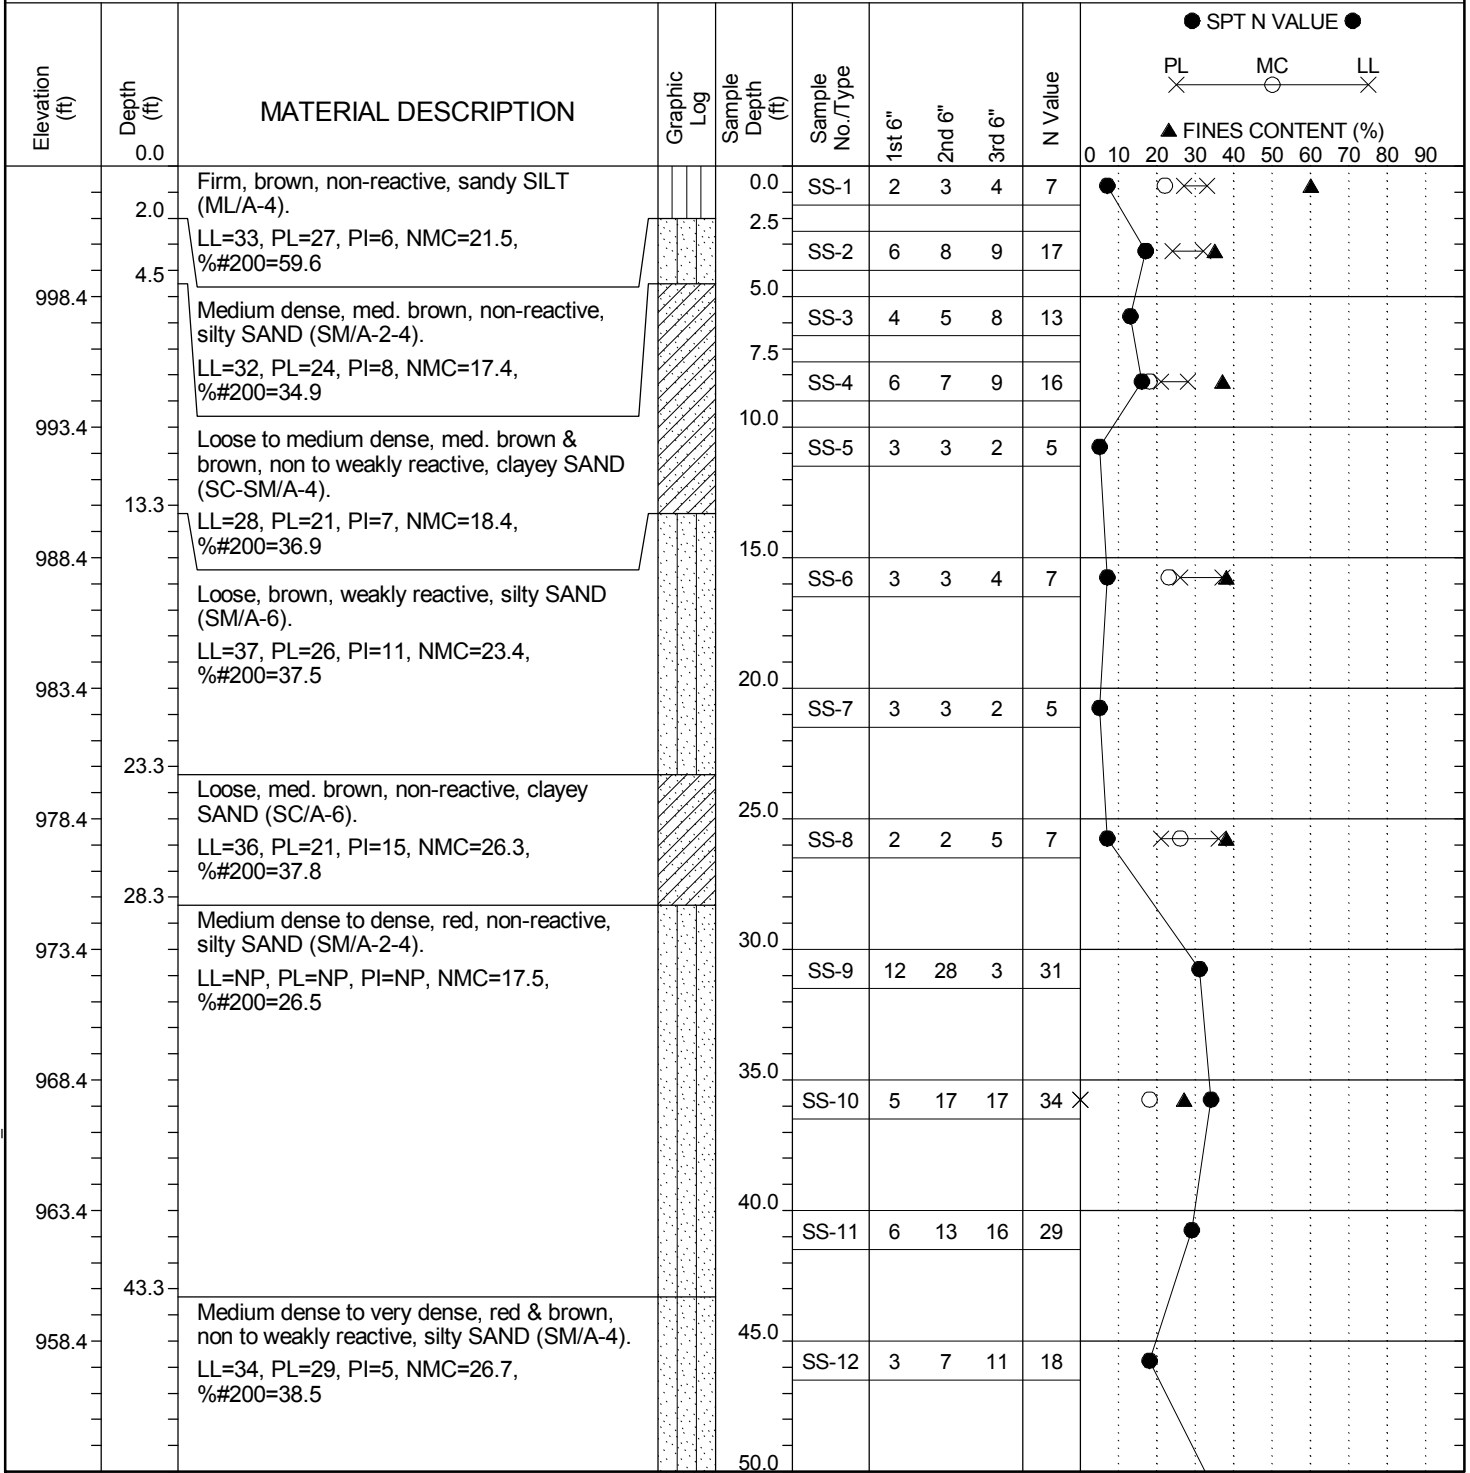 ● SPT N VALUE ●
PL MC LL
▲ FINES CONTENT (%)
0 10 20 30 40 50 60 70 80 90
Elevation (ft)
Depth (ft)
0.0
MATERIAL DESCRIPTION
Graphic Log
Sample Depth (ft)
Sample No./Type
1st 6"
2nd 6"
3rd 6"
N Value
Firm, brown, non-reactive, sandy SILT
(ML/A-4).
2.0
LL=33, PL=27, PI=6, NMC=21.5,
%#200=59.6
4.5
998.4
Medium dense, med. brown, non-reactive,
silty SAND (SM/A-2-4).
LL=32, PL=24, PI=8, NMC=17.4,
%#200=34.9
993.4
Loose to medium dense, med. brown &
brown, non to weakly reactive, clayey SAND
(SC-SM/A-4).
13.3
LL=28, PL=21, PI=7, NMC=18.4,
%#200=36.9
988.4
Loose, brown, weakly reactive, silty SAND
(SM/A-6).
LL=37, PL=26, PI=11, NMC=23.4,
%#200=37.5
983.4
23.3
Loose, med. brown, non-reactive, clayey
SAND (SC/A-6).
978.4
LL=36, PL=21, PI=15, NMC=26.3,
%#200=37.8
28.3
Medium dense to dense, red, non-reactive,
silty SAND (SM/A-2-4).
973.4
LL=NP, PL=NP, PI=NP, NMC=17.5,
%#200=26.5
968.4
963.4
43.3
Medium dense to very dense, red & brown,
non to weakly reactive, silty SAND (SM/A-4).
958.4
LL=34, PL=29, PI=5, NMC=26.7,
%#200=38.5
0.0
SS-1 2 3 4 7
2.5
SS-2 6 8 9 17
5.0
SS-3 4 5 8 13
7.5
SS-4 6 7 9 16
10.0
SS-5 3 3 2 5
15.0
SS-6 3 3 4 7
20.0
SS-7 3 3 2 5
25.0
SS-8 2 2 5 7
30.0
SS-9 12 28 3 31
35.0
SS-10 5 17 17 34
40.0
SS-11 6 13 16 29
45.0
SS-12 3 7 11 18
50.0